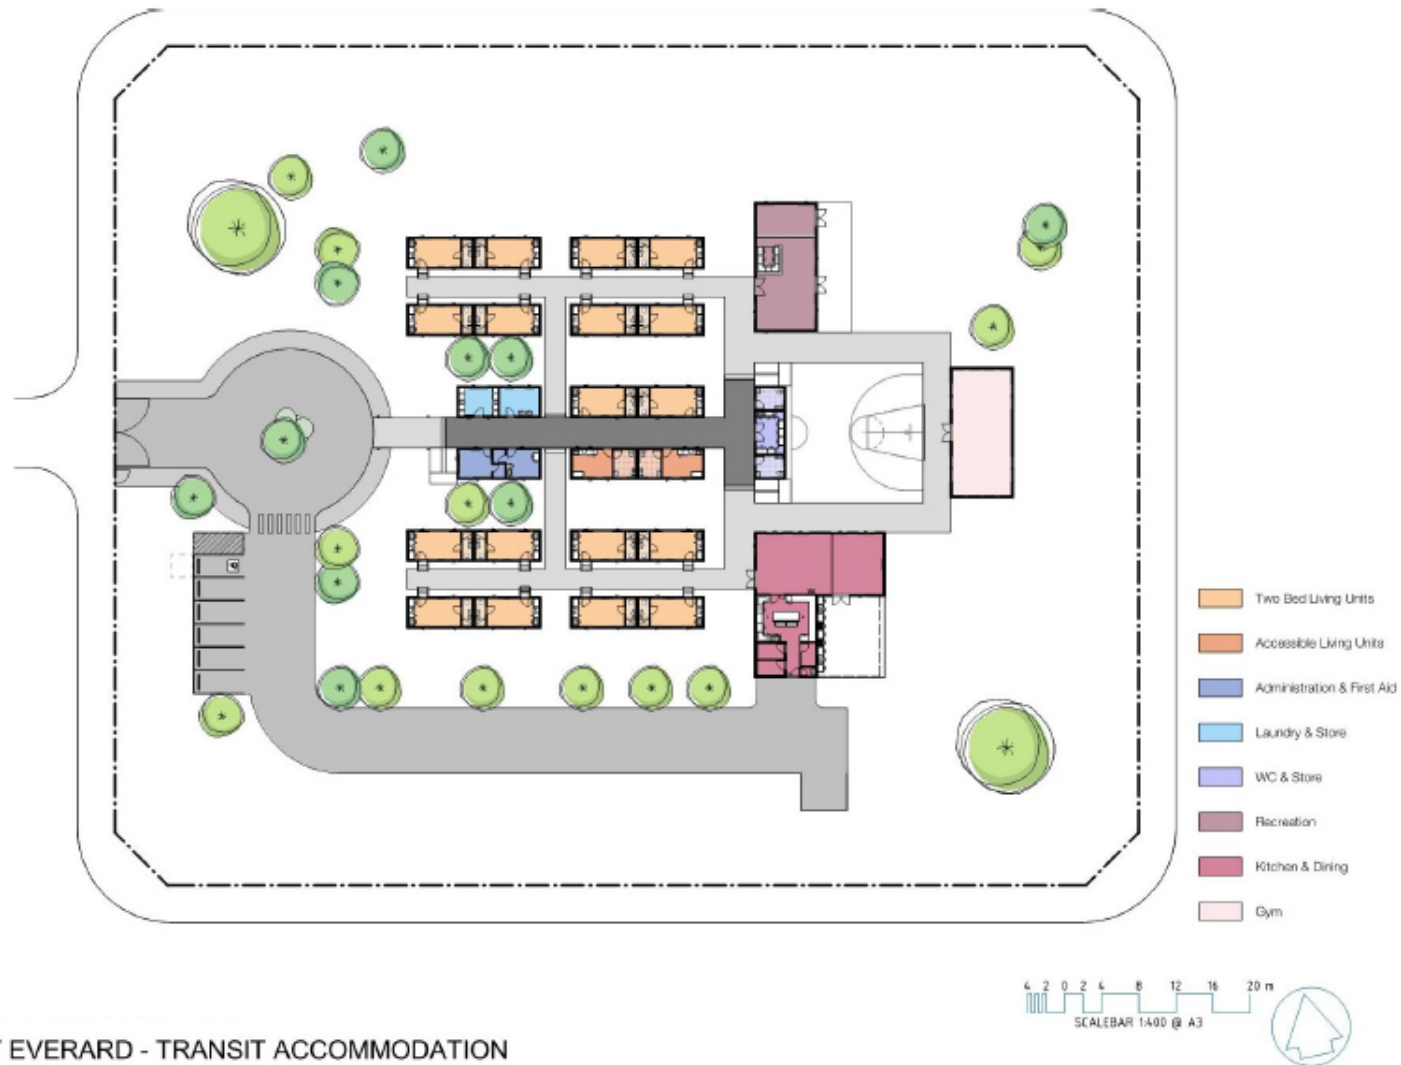 Two Bed Living Units
Accessible Living Units
Administration & First Aid
Laundry & Store
WC & Store
Recreation
Kitchen & Dining
Gym
4 2 0 2 4 8 12 16 20 m
SCALEBAR 1:400 @ A3
EVERARD - TRANSIT ACCOMMODATION